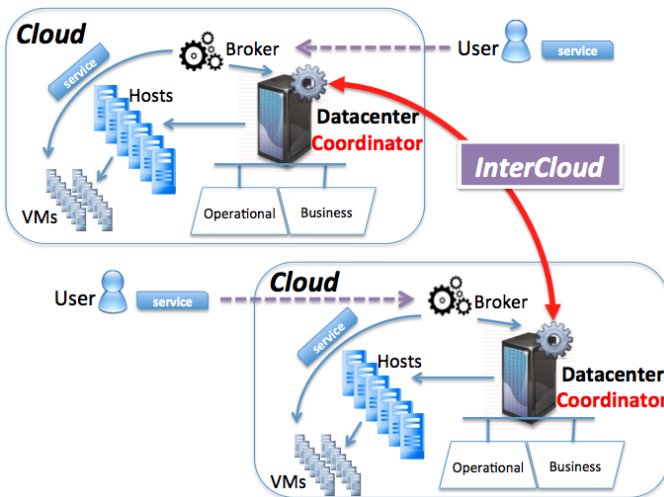 Cloud
Broker
User
service
service
Hosts
Datacenter
Coordinator
InterCloud
VMs
Operational
Business
Cloud
User
service
Broker
service
Hosts
Datacenter
Coordinator
VMs
Operational
Business